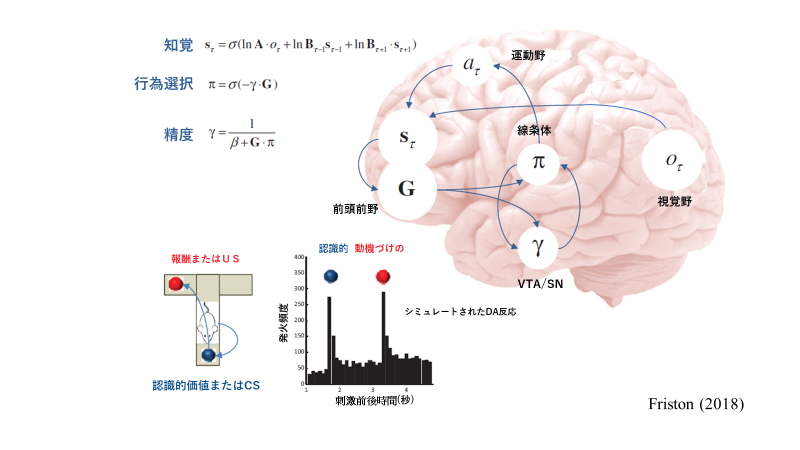 知覚 s_τ = σ(ln A · o_τ + ln B_τ−1 s_τ−1 + ln B_τ+1 · s_τ+1)
行為選択 π = σ(−γ · G)
精度 γ = 1 / (β + G · π)
a_τ
運動野
s_τ
線条体
π
o_τ
G
視覚野
前頭前野
γ
VTA/SN
報酬またはUS
認識的価値またはCS
認識的 動機づけの
シミュレートされたDA反応
発火頻度
400
350
300
250
200
150
100
50
0
1 2 3 4
刺激前後時間(秒)
Friston (2018)